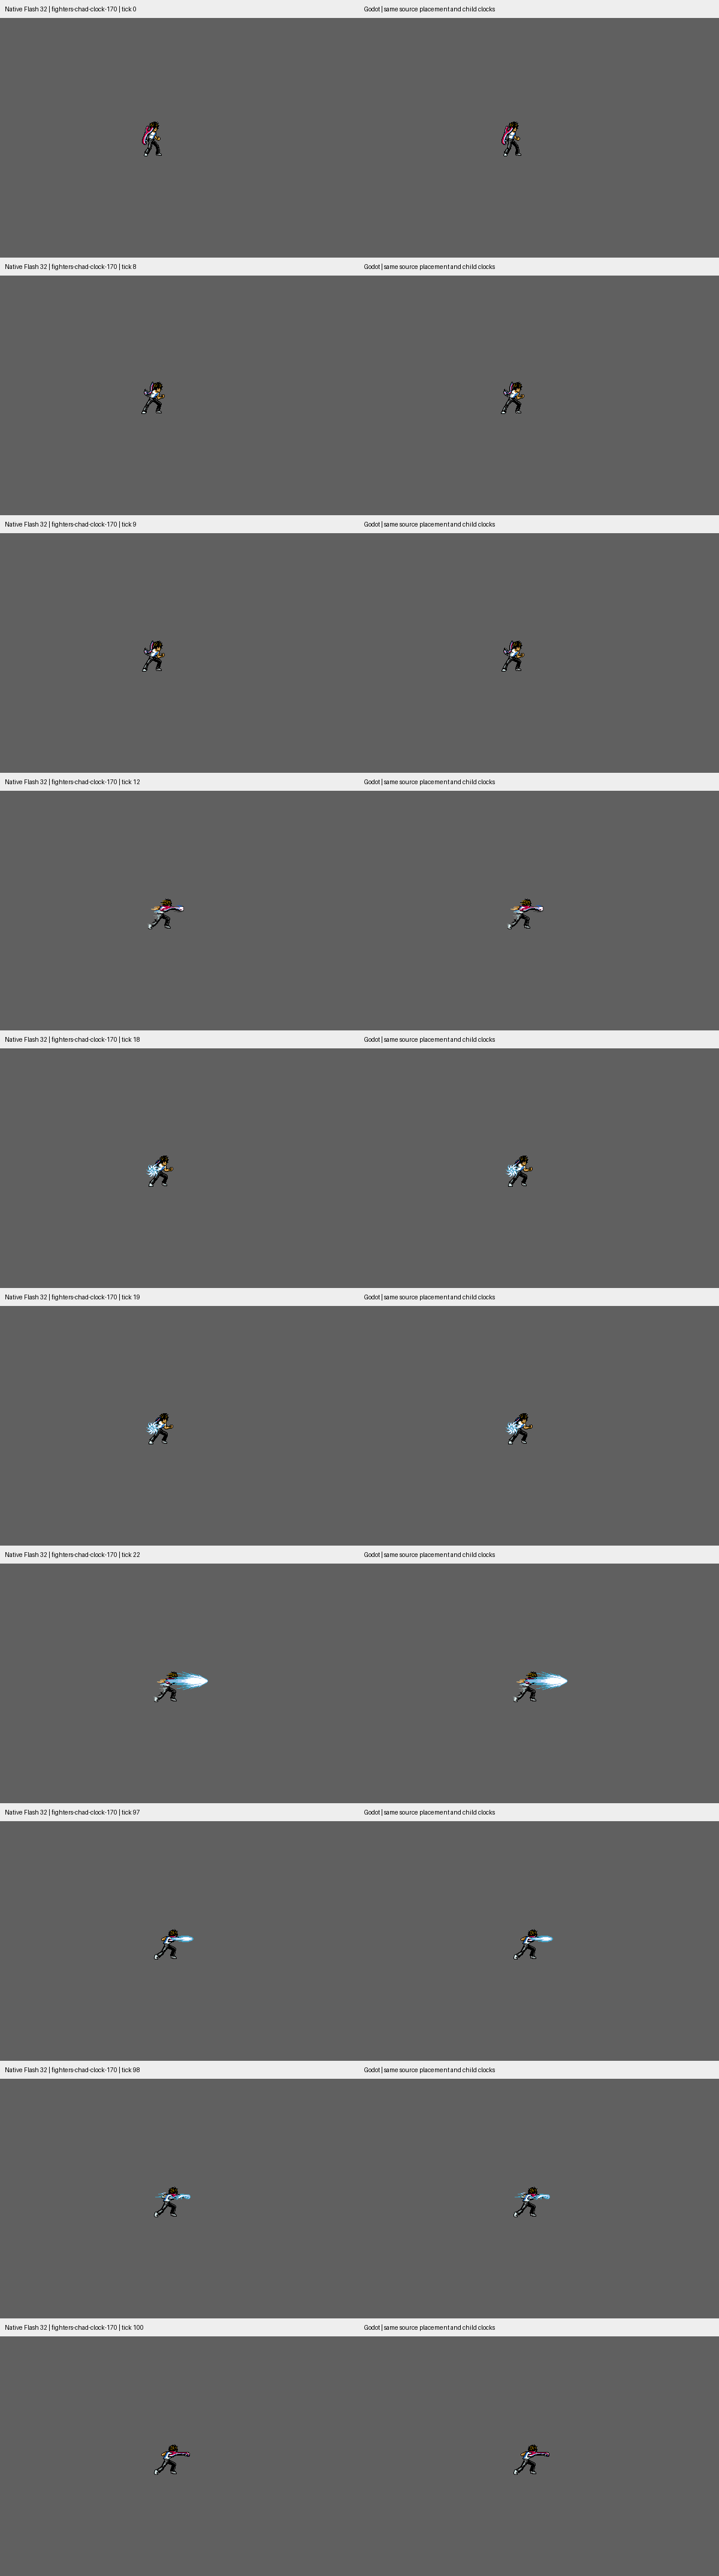 Native Flash 32 | fighters-chad-clock-170 | tick 0
Godot | same source placement and child clocks
Native Flash 32 | fighters-chad-clock-170 | tick 8
Godot | same source placement and child clocks
Native Flash 32 | fighters-chad-clock-170 | tick 9
Godot | same source placement and child clocks
Native Flash 32 | fighters-chad-clock-170 | tick 12
Godot | same source placement and child clocks
Native Flash 32 | fighters-chad-clock-170 | tick 18
Godot | same source placement and child clocks
Native Flash 32 | fighters-chad-clock-170 | tick 19
Godot | same source placement and child clocks
Native Flash 32 | fighters-chad-clock-170 | tick 22
Godot | same source placement and child clocks
Native Flash 32 | fighters-chad-clock-170 | tick 97
Godot | same source placement and child clocks
Native Flash 32 | fighters-chad-clock-170 | tick 98
Godot | same source placement and child clocks
Native Flash 32 | fighters-chad-clock-170 | tick 100
Godot | same source placement and child clocks